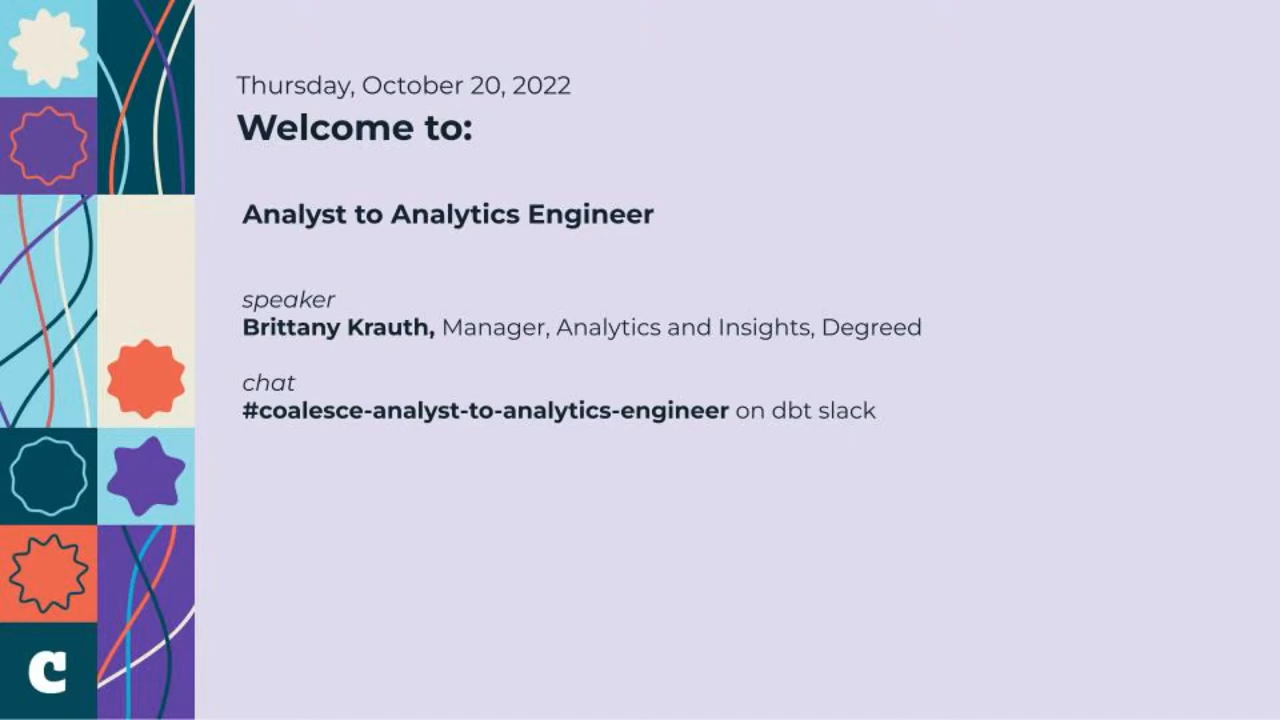 Thursday, October 20, 2022
Welcome to:
Analyst to Analytics Engineer
speaker
Brittany Krauth, Manager, Analytics and Insights, Degreed
chat
#coalesce-analyst-to-analytics-engineer on dbt slack
C